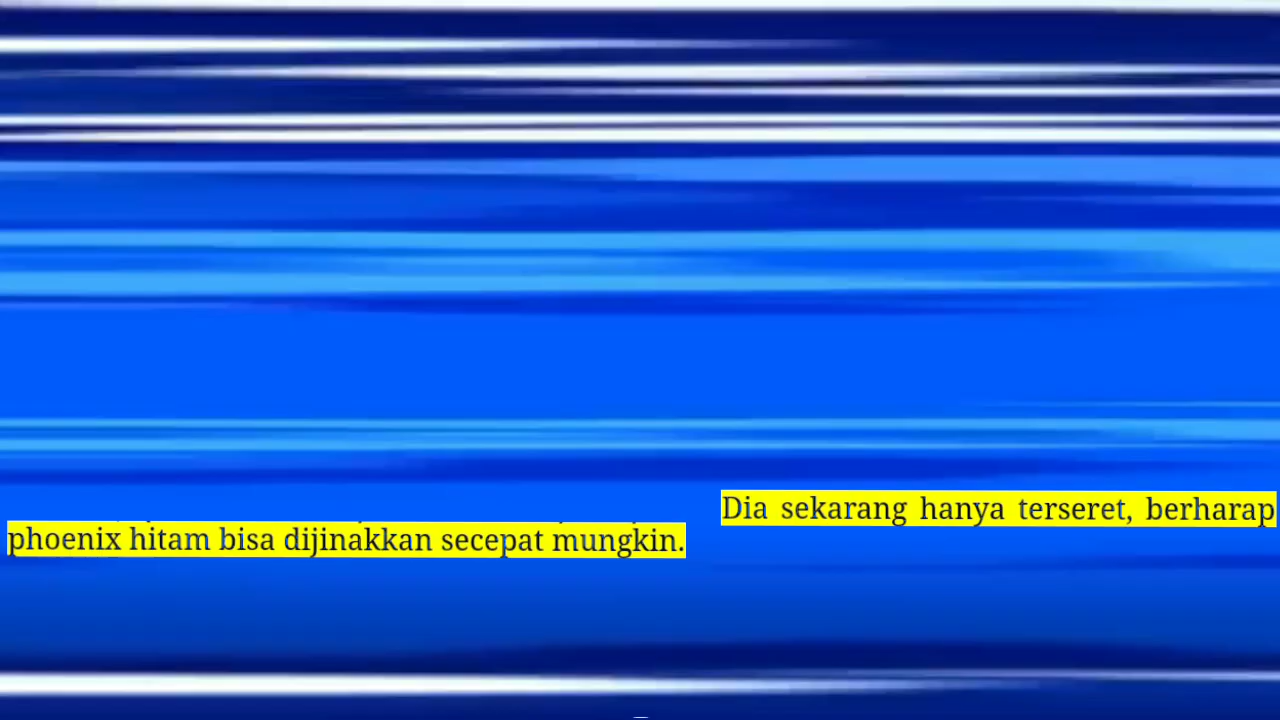 Dia sekarang hanya terseret, berharap
phoenix hitam bisa dijinakkan secepat mungkin.